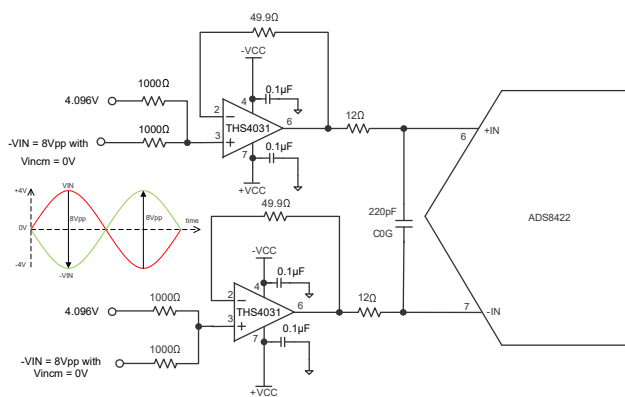 49.9Ω
-VCC
1000Ω
0.1µF
4.096V
2
4
THS4031
6
1000Ω
12Ω
-VIN = 8Vpp with
3
0.1µF
6
+IN
Vincm = 0V
7
+4V
VIN
+VCC
49.9Ω
8Vpp
8Vpp
time
220pF
ADS8422
0V
C0G
-VCC
-4V
-VIN
0.1µF
1000Ω
4
2
6
12Ω
7
-IN
4.096V
THS4031
3
0.1µF
7
1000Ω
-VIN = 8Vpp with
Vincm = 0V
+VCC